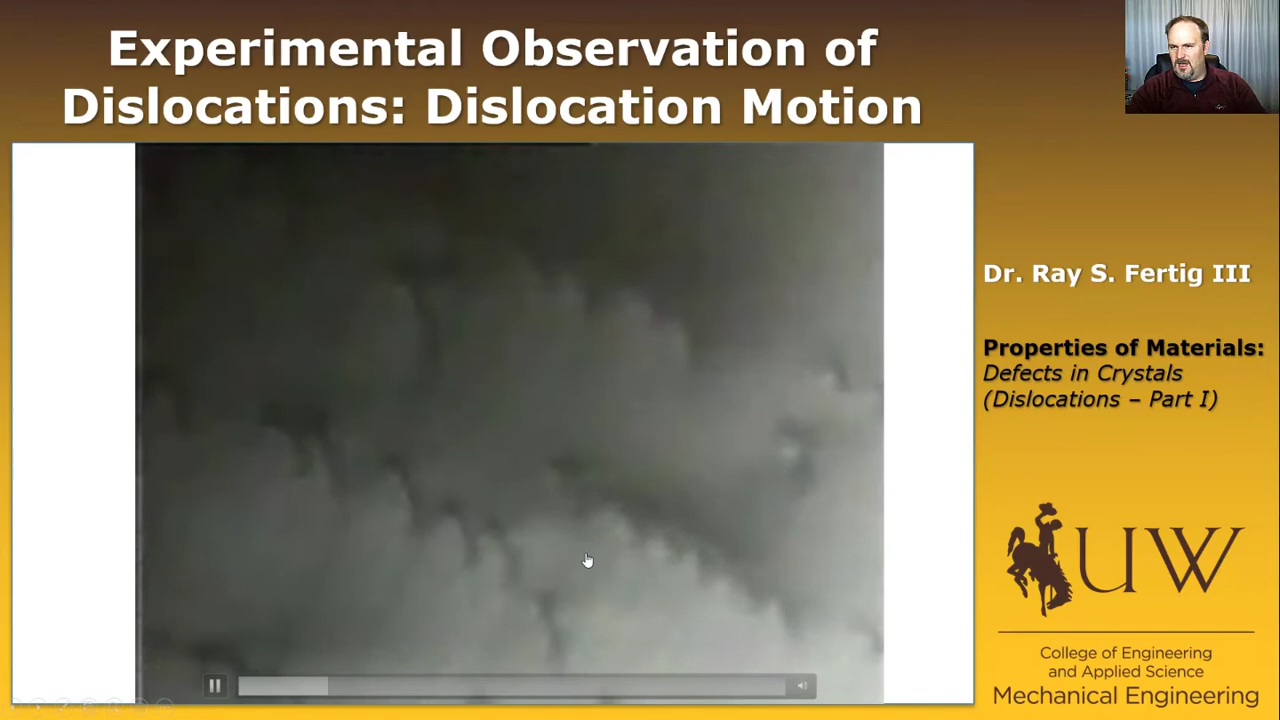 Experimental Observation of
Dislocations: Dislocation Motion
Dr. Ray S. Fertig III
Properties of Materials:
Defects in Crystals
(Dislocations – Part I)
UW
College of Engineering
and Applied Science
Mechanical Engineering